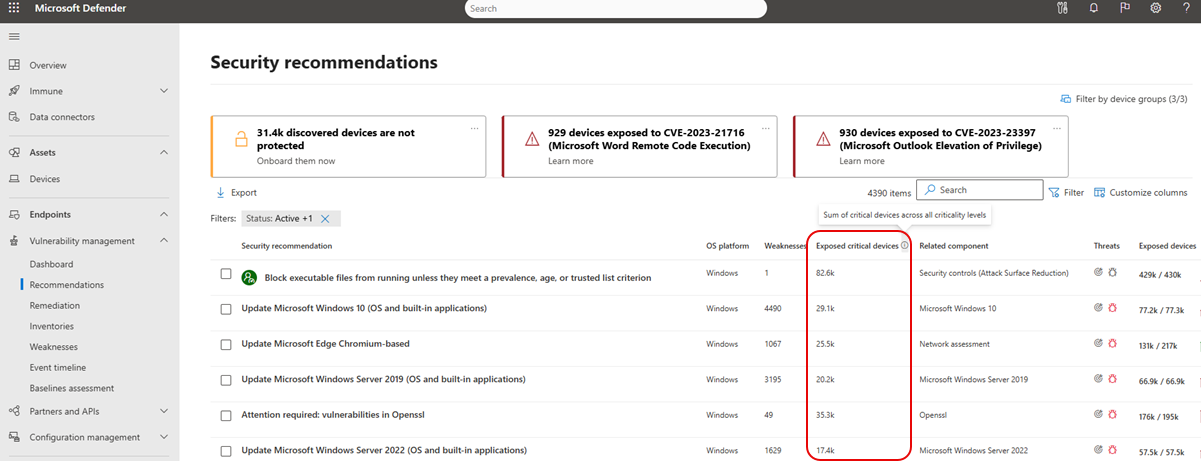 Microsoft Defender
Search
Overview
Immune
Data connectors
Assets
Devices
Endpoints
Vulnerability management
Dashboard
Recommendations
Remediation
Inventories
Weaknesses
Event timeline
Baselines assessment
Partners and APIs
Configuration management
Security recommendations
Filter by device groups (3/3)
31.4k discovered devices are not
protected
Onboard them now
929 devices exposed to CVE-2023-21716
(Microsoft Word Remote Code Execution)
Learn more
930 devices exposed to CVE-2023-23397
(Microsoft Outlook Elevation of Privilege)
Learn more
Export
4390 items
Search
Filter
Customize columns
Filters:
Status: Active +1
Sum of critical devices across all criticality levels
Security recommendation OS platform Weaknesses Exposed critical devices Related component Threats Exposed devices
Block executable files from running unless they meet a prevalence, age, or trusted list criterion Windows 1 82.6k Security controls (Attack Surface Reduction) 429k / 430k
Update Microsoft Windows 10 (OS and built-in applications) Windows 4490 29.1k Microsoft Windows 10 77.2k / 77.3k
Update Microsoft Edge Chromium-based Windows 1067 25.5k Network assessment 131k / 217k
Update Microsoft Windows Server 2019 (OS and built-in applications) Windows 3195 20.2k Microsoft Windows Server 2019 66.9k / 66.9k
Attention required: vulnerabilities in Openssl Windows 49 35.3k Openssl 176k / 195k
Update Microsoft Windows Server 2022 (OS and built-in applications) Windows 1629 17.4k Microsoft Windows Server 2022 57.5k / 57.5k